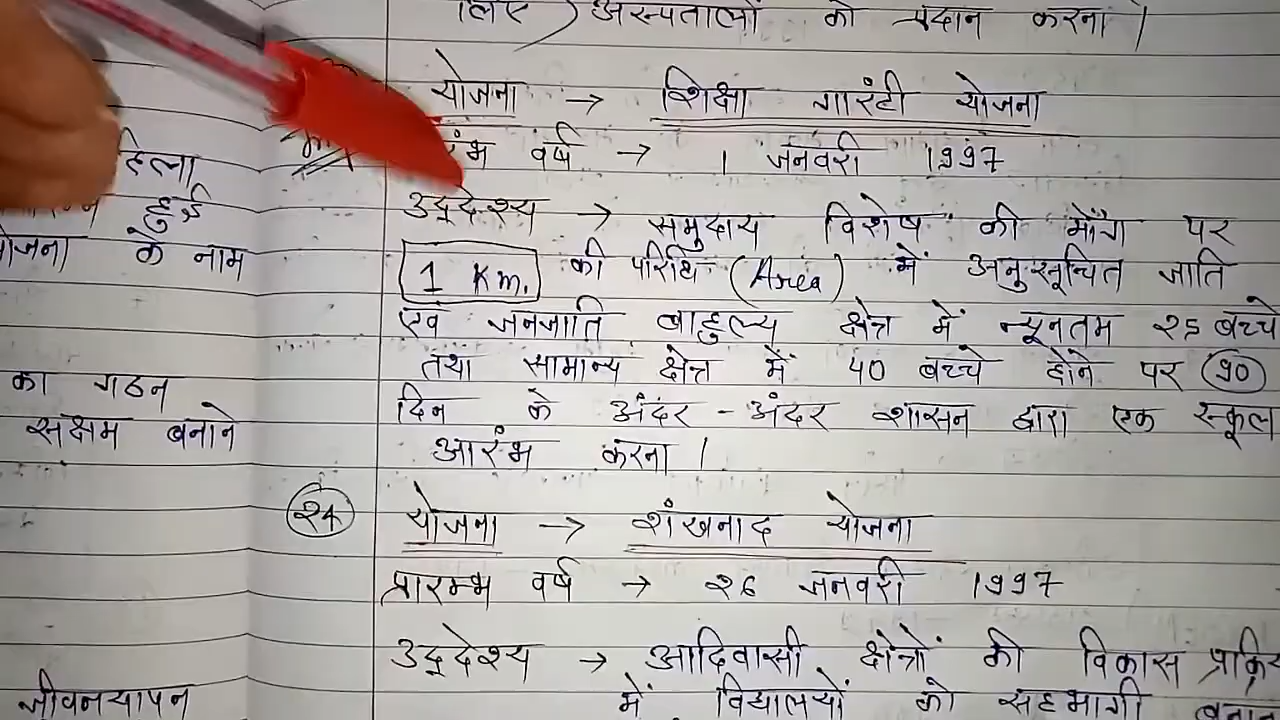 लिए) अस्पतालों को प्रदान करना।
योजना → शिक्षा गारंटी योजना
रंभ वर्ष → 1 जनवरी 1997
उद्देश्य → समुदाय विशेष की माँग पर
1 Km. की परिधि (Area) में अनुसूचित जाति
एवं जनजाति बाहुल्य क्षेत्र में न्यूनतम 25 बच्चे
तथा सामान्य क्षेत्र में 40 बच्चे होने पर 90
दिन के अंदर-अंदर शासन द्वारा एक स्कूल
आरंभ करना।
24 योजना → शंखनाद योजना
प्रारम्भ वर्ष → 26 जनवरी 1997
उद्देश्य → आदिवासी क्षेत्रों की विकास
में विद्यालयों को सहभागी
हिला
हुई
योजना के नाम
का गठन
सक्षम बनाने
जीवनयापन